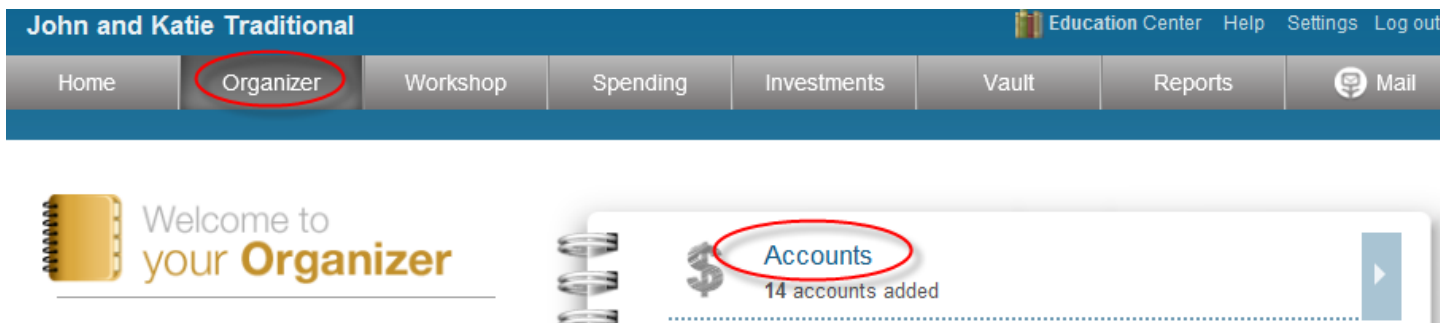 John and Katie Traditional
Education Center Help Settings Log out
Home Organizer Workshop Spending Investments Vault Reports Mail
Welcome to
your Organizer
Accounts
14 accounts added